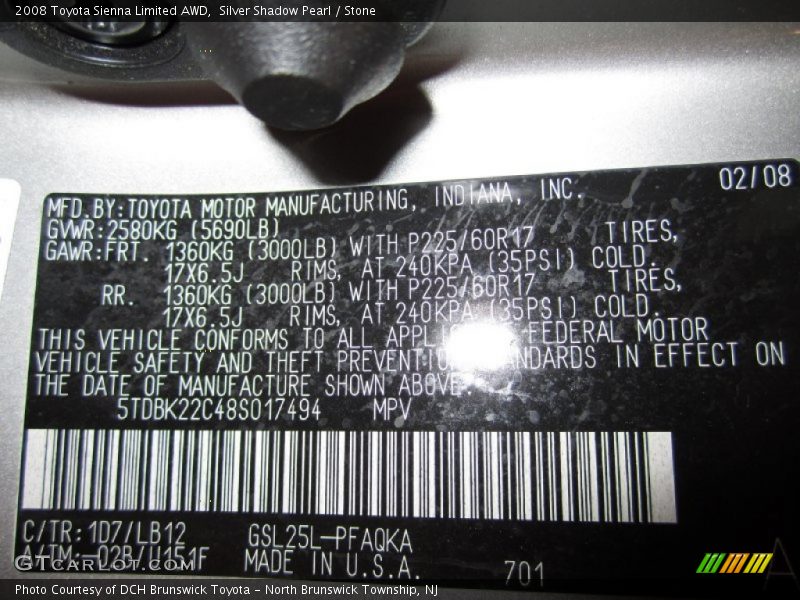 2008 Toyota Sienna Limited AWD,  Silver Shadow Pearl / Stone
02/08
MFD.BY:TOYOTA MOTOR MANUFACTURING, INDIANA, INC.
GVWR:2580KG (5690LB)
GAWR:FRT. 1360KG (3000LB) WITH P225/60R17 TIRES,
17X6.5J RIMS, AT 240KPA (35PSI) COLD.
RR. 1360KG (3000LB) WITH P225/60R17 TIRES,
17X6.5J RIMS, AT 240KPA (35PSI) COLD.
THIS VEHICLE CONFORMS TO ALL FEDERAL MOTOR
VEHICLE SAFETY AND THEFT IN EFFECT ON
THE DATE OF MANUFACTURE SHOWN ABOVE.
5TDBK22C48S017494 MPV
C/TR:1D7/LB12 GSL25L-PFAQKA
A/TM:-02B/U151F MADE IN U.S.A. 701
GTCarLot.com
Photo Courtesy of DCH Brunswick Toyota - North Brunswick Township, NJ